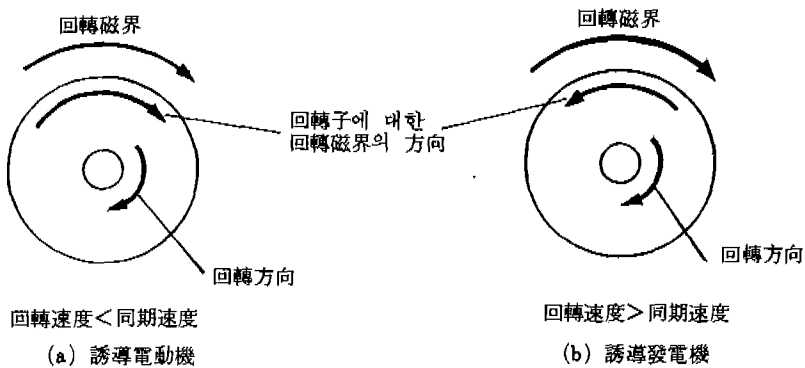 回轉磁界
回轉磁界
回轉子에 대한
回轉磁界의 方向
回轉方向
回轉方向
回轉速度<同期速度
回轉速度>同期速度
(a) 誘導電動機
(b) 誘導發電機